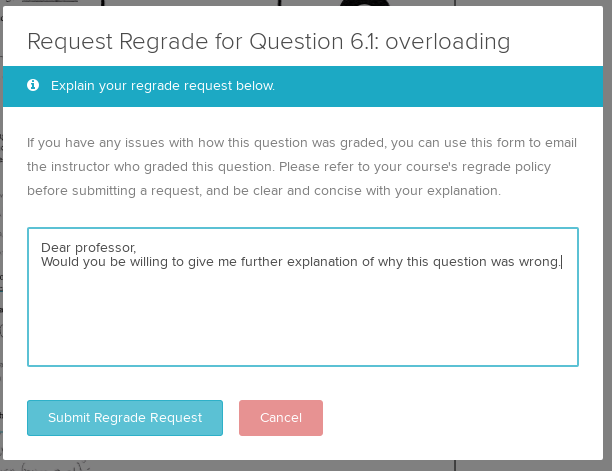 Request Regrade for Question 6.1: overloading
Explain your regrade request below.
If you have any issues with how this question was graded, you can use this form to email
the instructor who graded this question. Please refer to your course's regrade policy
before submitting a request, and be clear and concise with your explanation.
Dear professor,
Would you be willing to give me further explanation of why this question was wrong.
Submit Regrade Request
Cancel